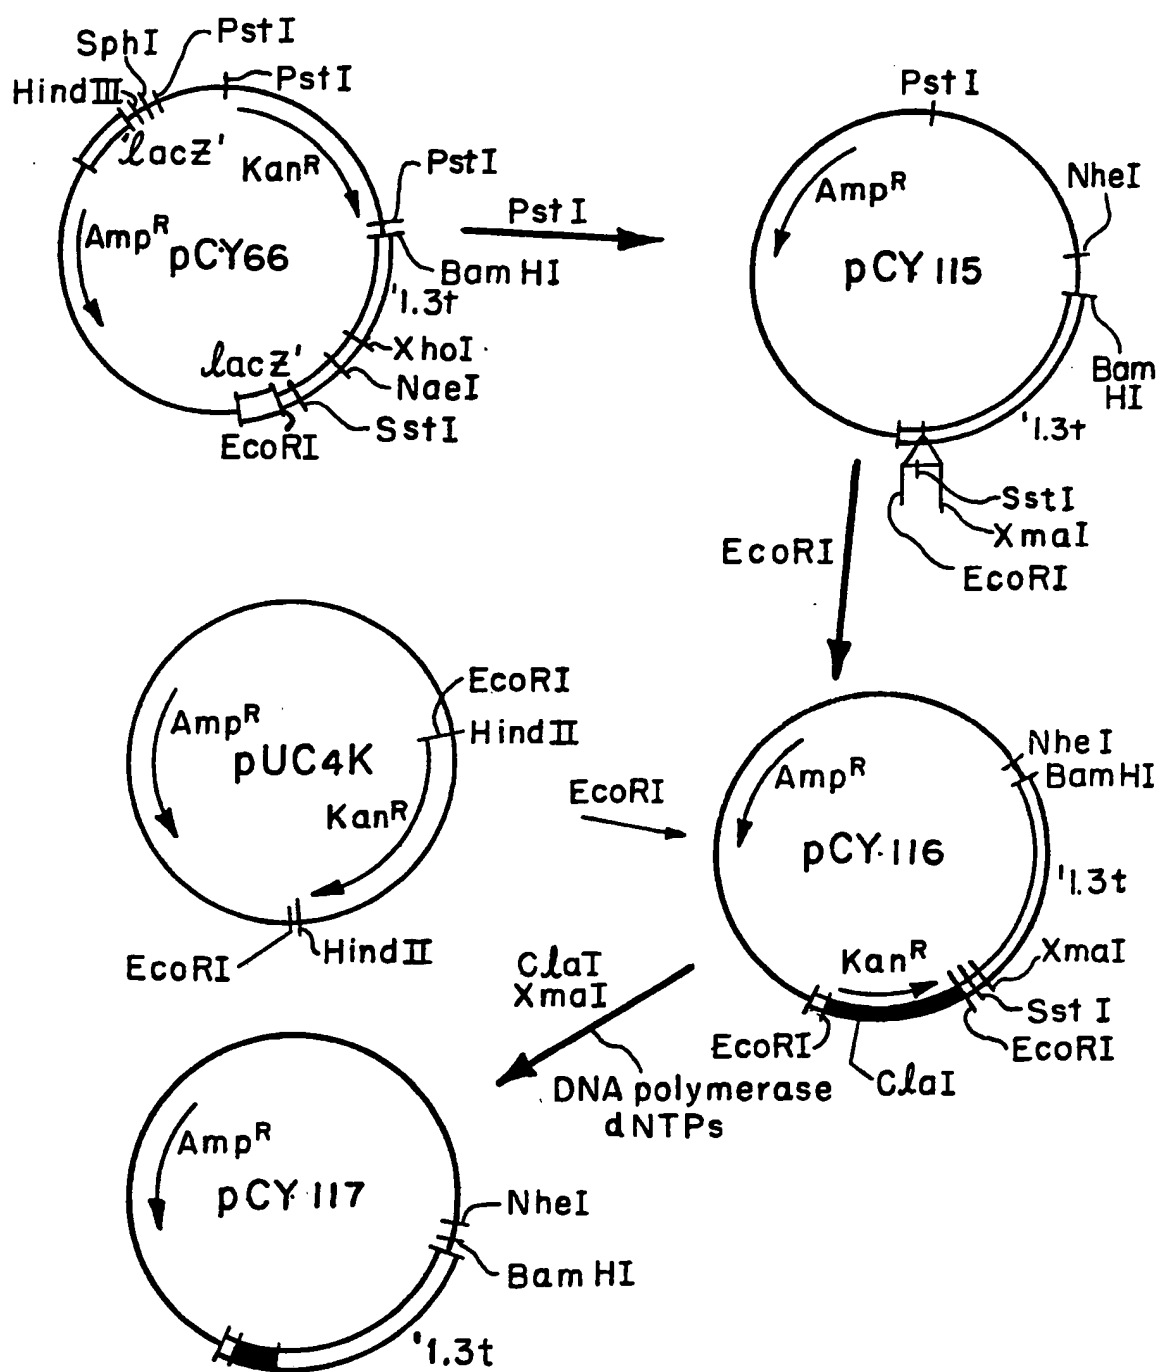 SphI
PstI
HindIII
PstI
'lacz'
KanR
PstI
AmpR
pCY66
BamHI
'1.3t
XhoI
lacz'
NaeI
SstI
EcoRI
PstI
PstI
AmpR
NheI
pCY115
BamHI
'1.3t
SstI
XmaI
EcoRI
EcoRI
EcoRI
AmpR
HindII
pUC4K
KanR
EcoRI
HindII
EcoRI
NheI
BamHI
AmpR
pCY116
'1.3t
KanR
XmaI
SstI
EcoRI
EcoRI
ClaI
ClaI
XmaI
DNA polymerase
dNTPs
AmpR
pCY117
NheI
BamHI
'1.3t